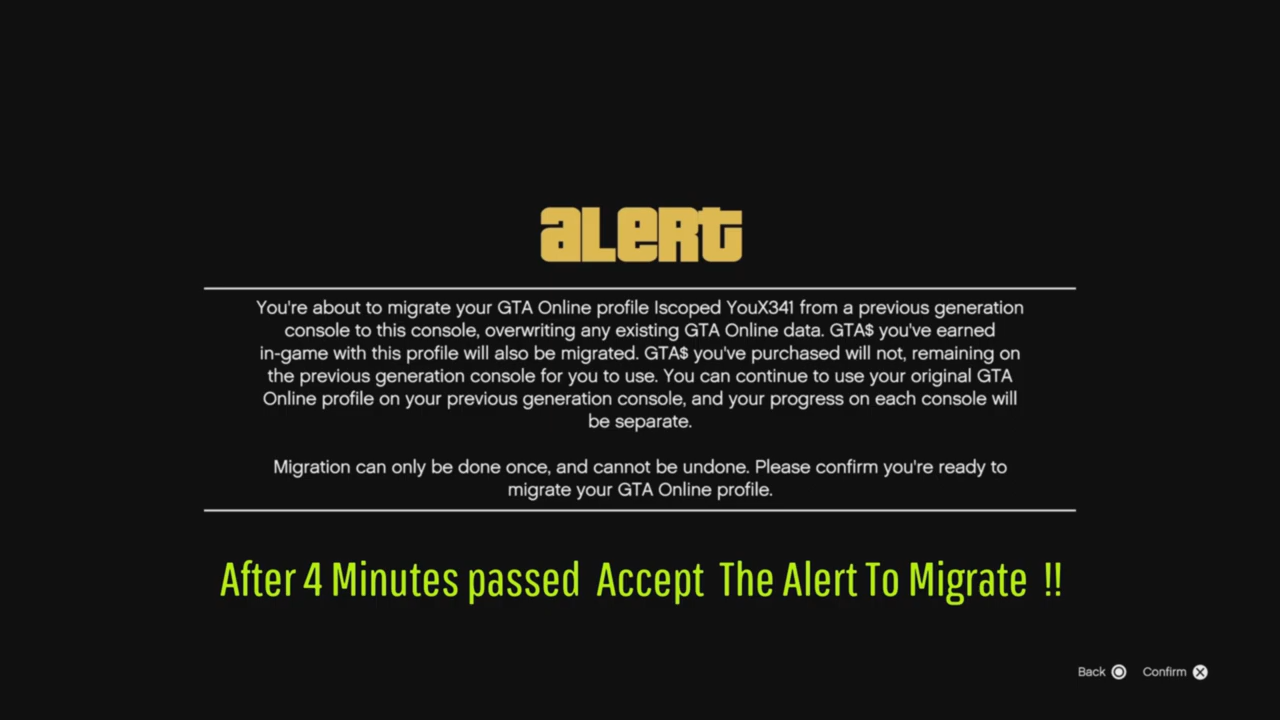 aLeRt
You're about to migrate your GTA Online profile Iscoped YouX341 from a previous generation
console to this console, overwriting any existing GTA Online data. GTA$ you've earned
in-game with this profile will also be migrated. GTA$ you've purchased will not, remaining on
the previous generation console for you to use. You can continue to use your original GTA
Online profile on your previous generation console, and your progress on each console will
be separate.
Migration can only be done once, and cannot be undone. Please confirm you're ready to
migrate your GTA Online profile.
After 4 Minutes passed Accept The Alert To Migrate !!
Back Confirm